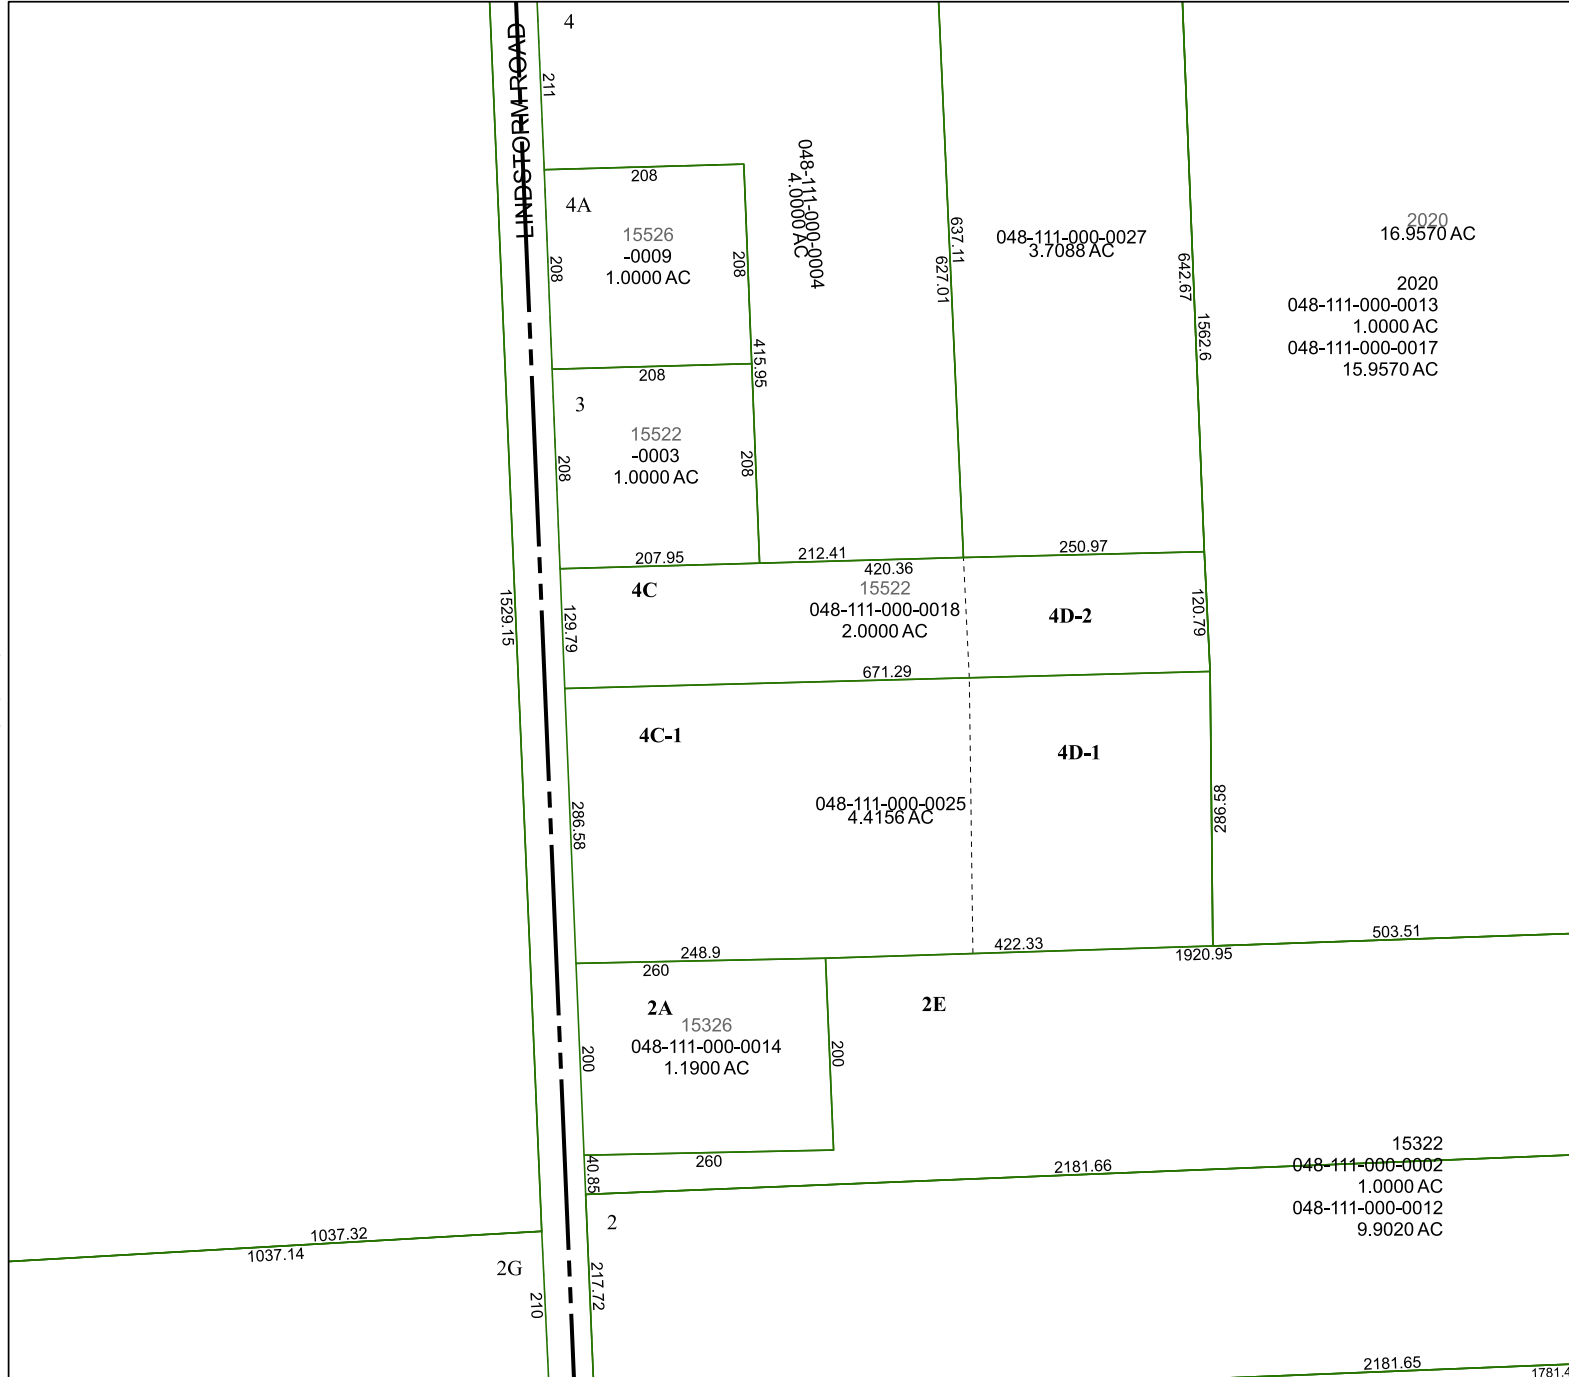 4
LINDSTORM ROAD
211
208
4A
15526
-0009
1.0000 AC
208
208
048-111-000-0004
4.0000 AC
637.11
627.01
048-111-000-0027
3.7088 AC
642.67
1562.6
2020
16.9570 AC
2020
048-111-000-0013
1.0000 AC
048-111-000-0017
15.9570 AC
208
415.95
3
15522
-0003
1.0000 AC
208
208
207.95
212.41
420.36
250.97
4C
15522
048-111-000-0018
2.0000 AC
4D-2
1529.15
129.79
120.79
671.29
4C-1
4D-1
048-111-000-0025
4.4156 AC
286.58
286.58
248.9
260
422.33
1920.95
503.51
2A
15326
048-111-000-0014
1.1900 AC
2E
200
200
260
40.85
2181.66
15322
048-111-000-0002
1.0000 AC
048-111-000-0012
9.9020 AC
2
1037.32
1037.14
2G
210
217.72
2181.65
1781.4